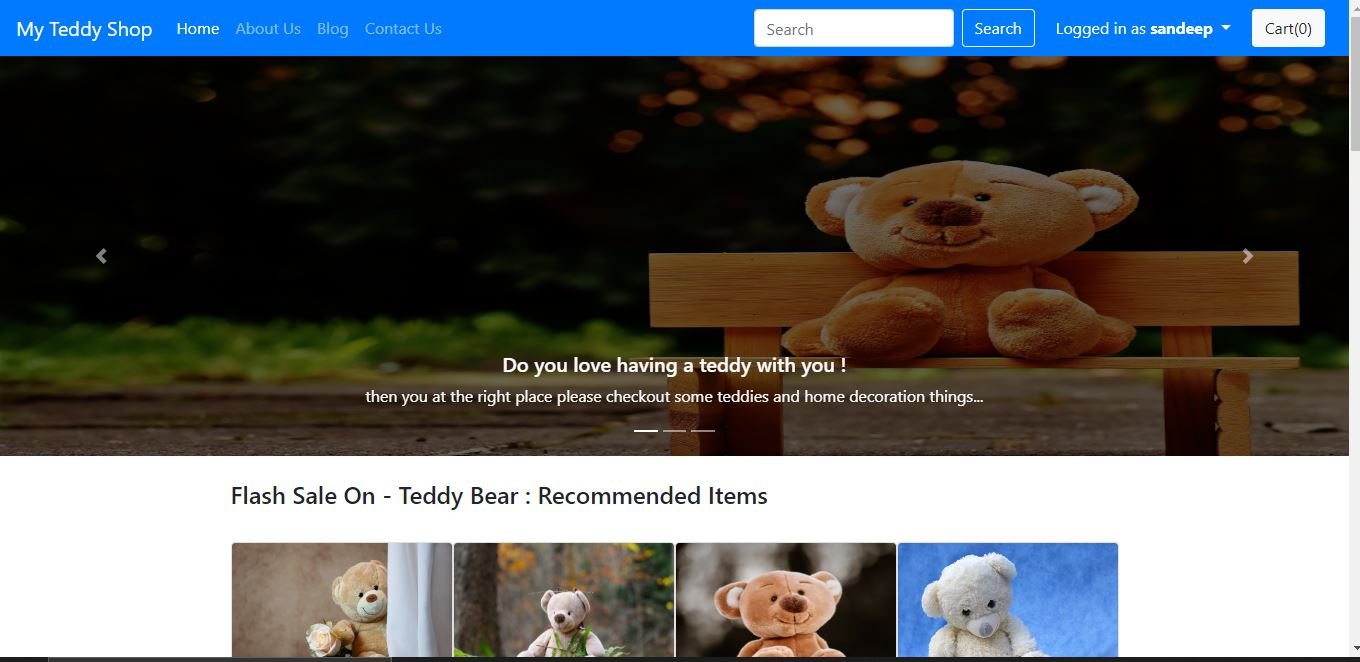 My Teddy Shop Home About Us Blog Contact Us Search Search Logged in as sandeep Cart(0)
Do you love having a teddy with you !
then you at the right place please checkout some teddies and home decoration things...
Flash Sale On - Teddy Bear : Recommended Items